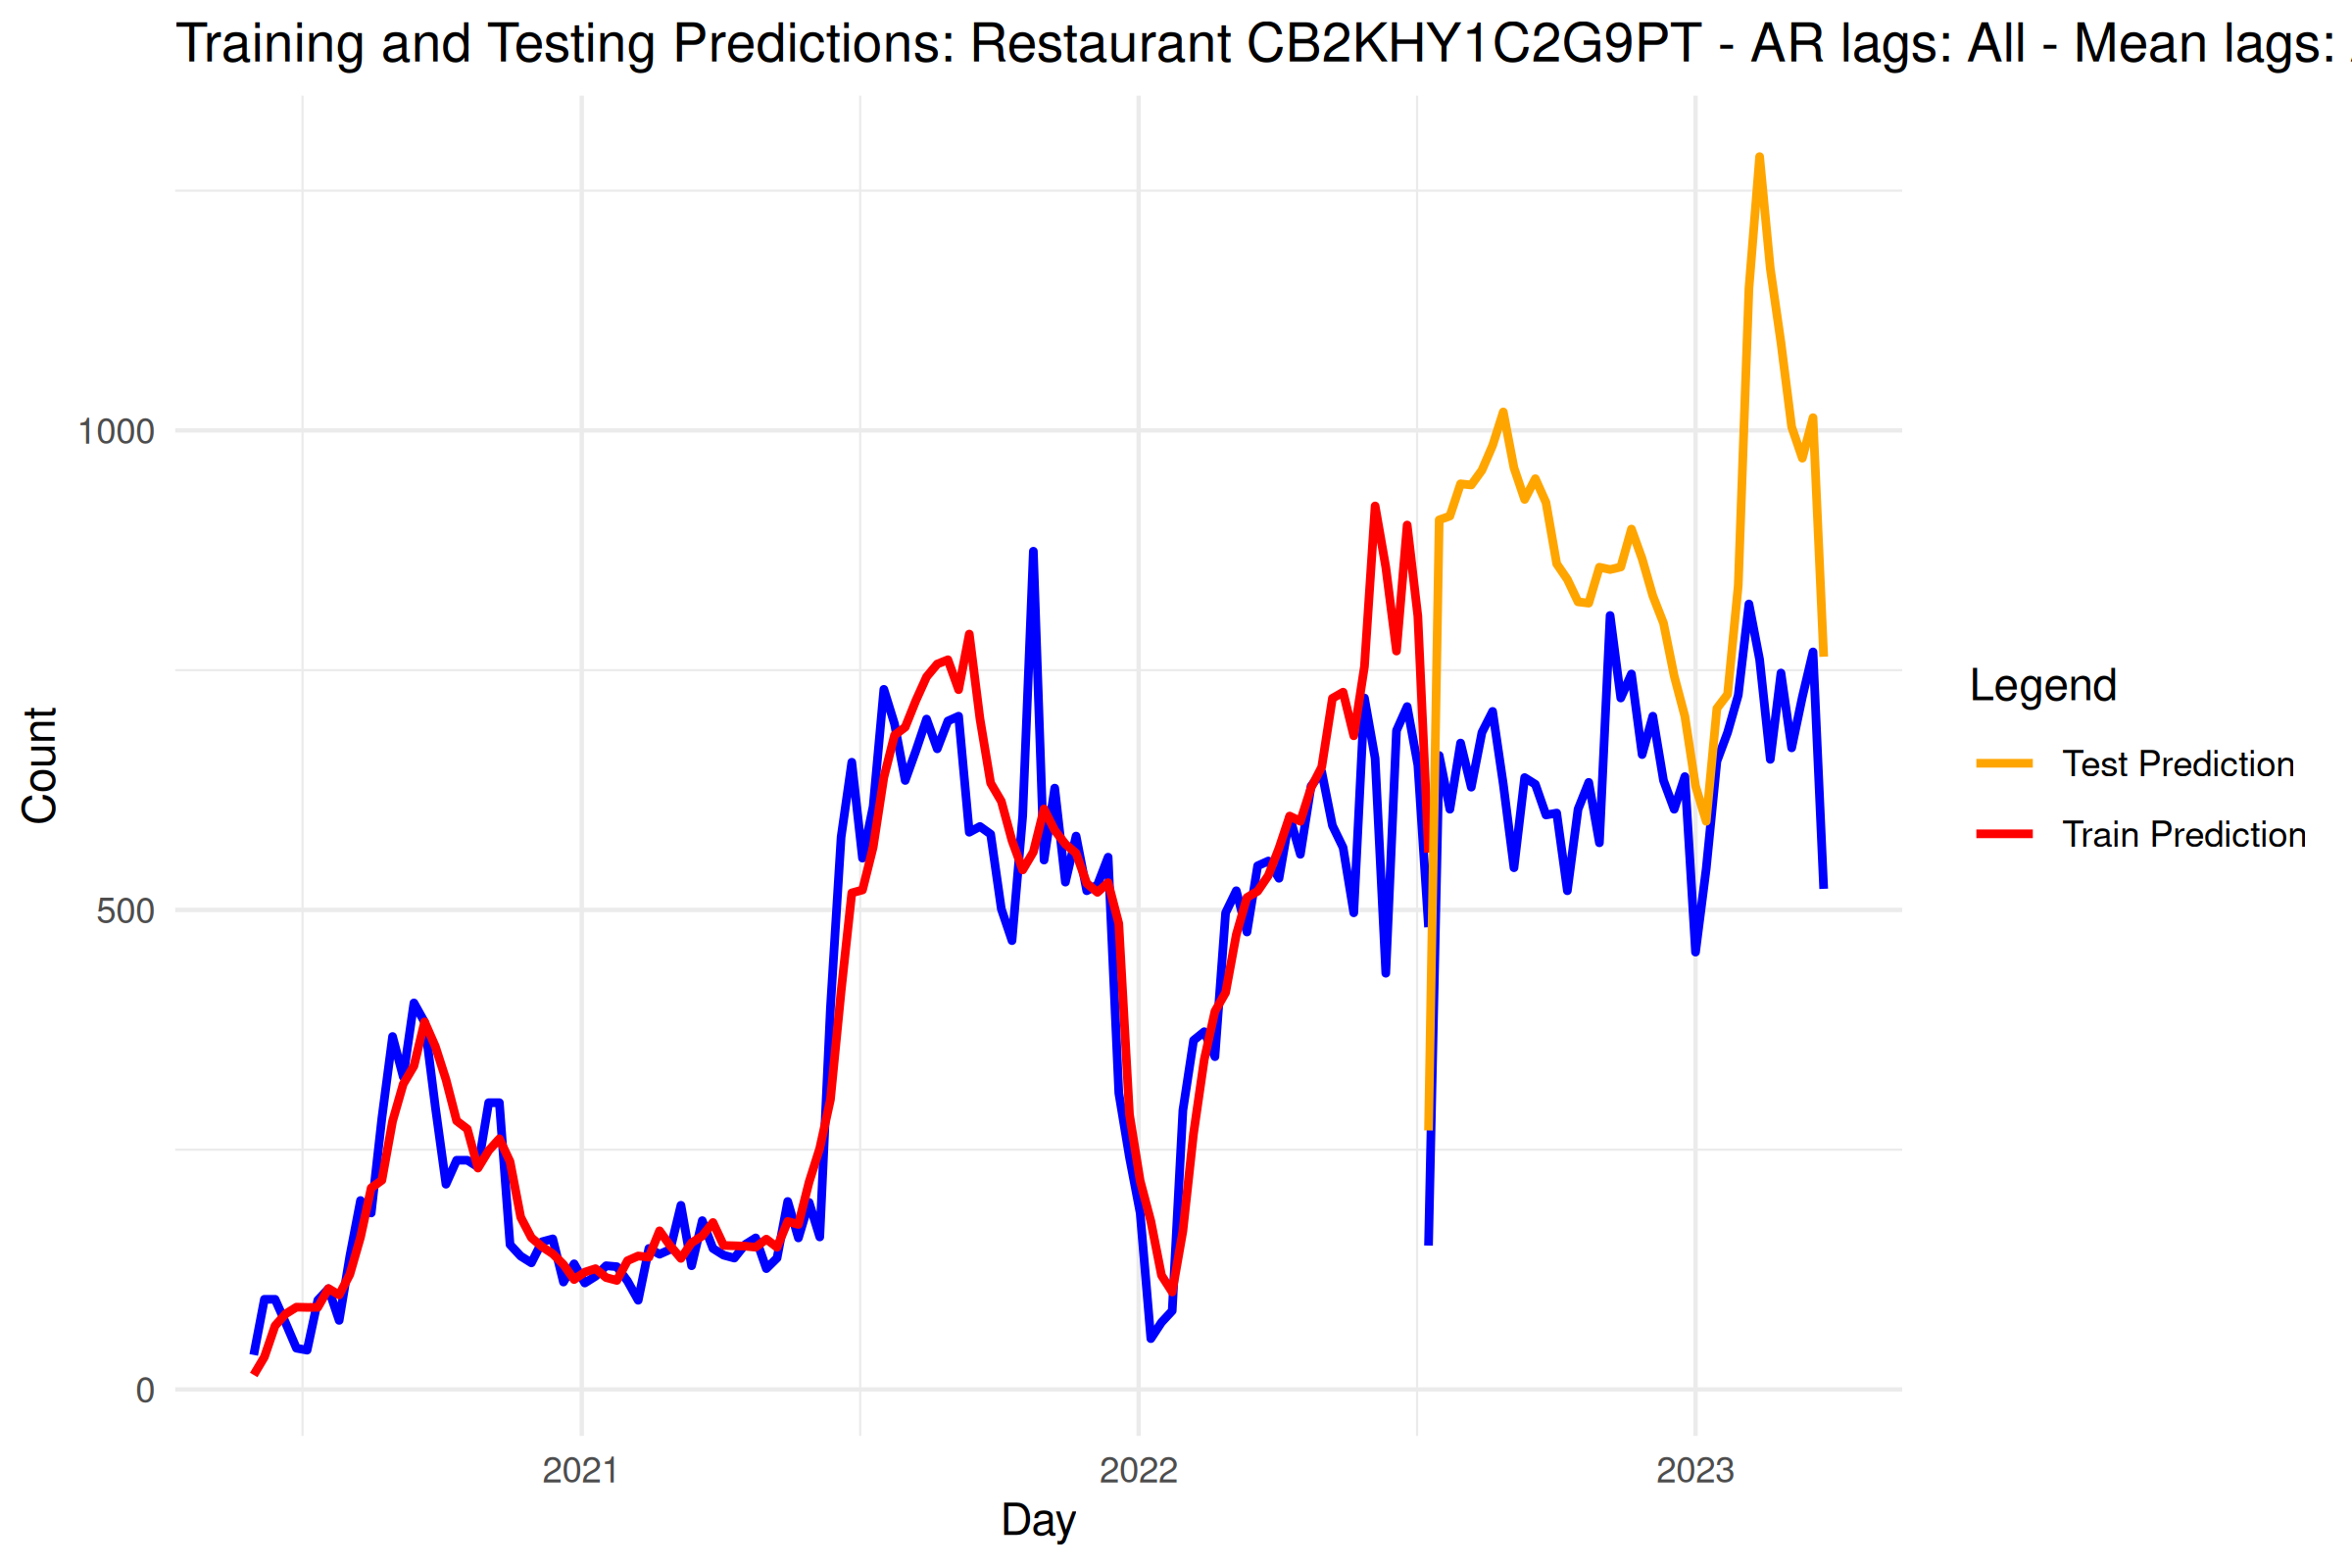 Training and Testing Predictions: Restaurant CB2KHY1C2G9PT - AR lags: All - Mean lags:
1000
500
0
Count
2021
2022
2023
Day
Legend
Test Prediction
Train Prediction